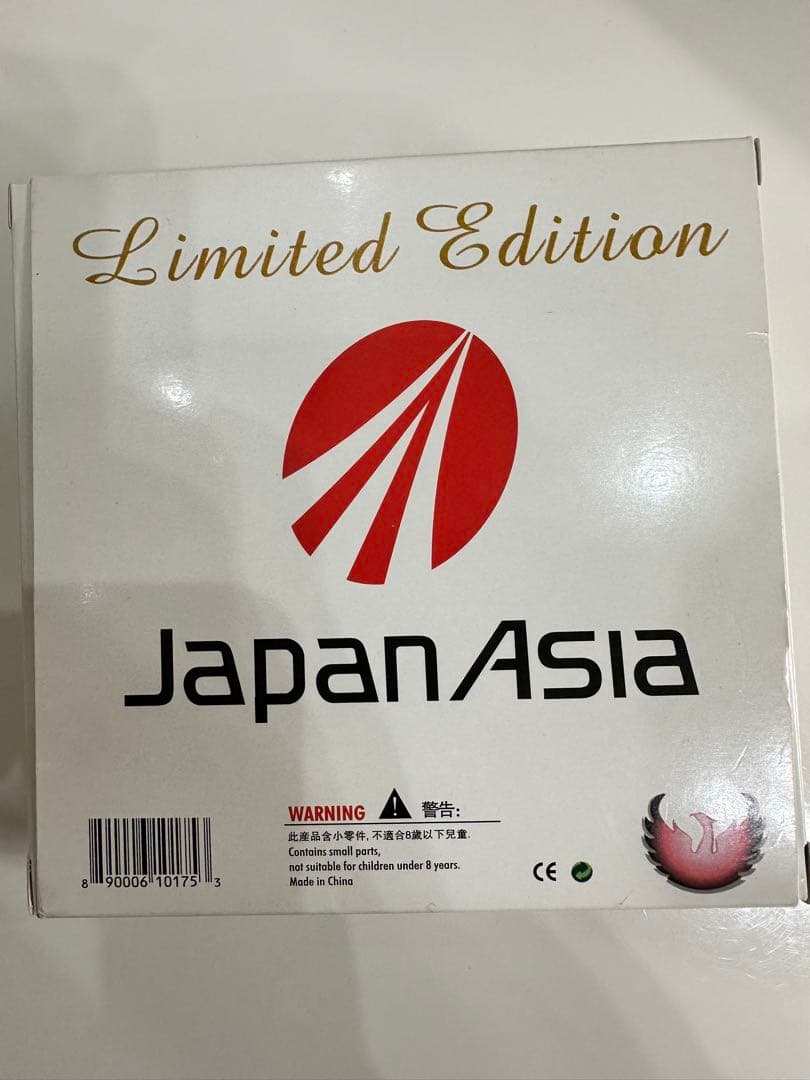 Limited Edition
JapanAsia
WARNING 警告:
此産品含小零件, 不適合8歲以下兒童.
Contains small parts,
not suitable for children under 8 years.
Made in China
CE
8 90006 10175 3